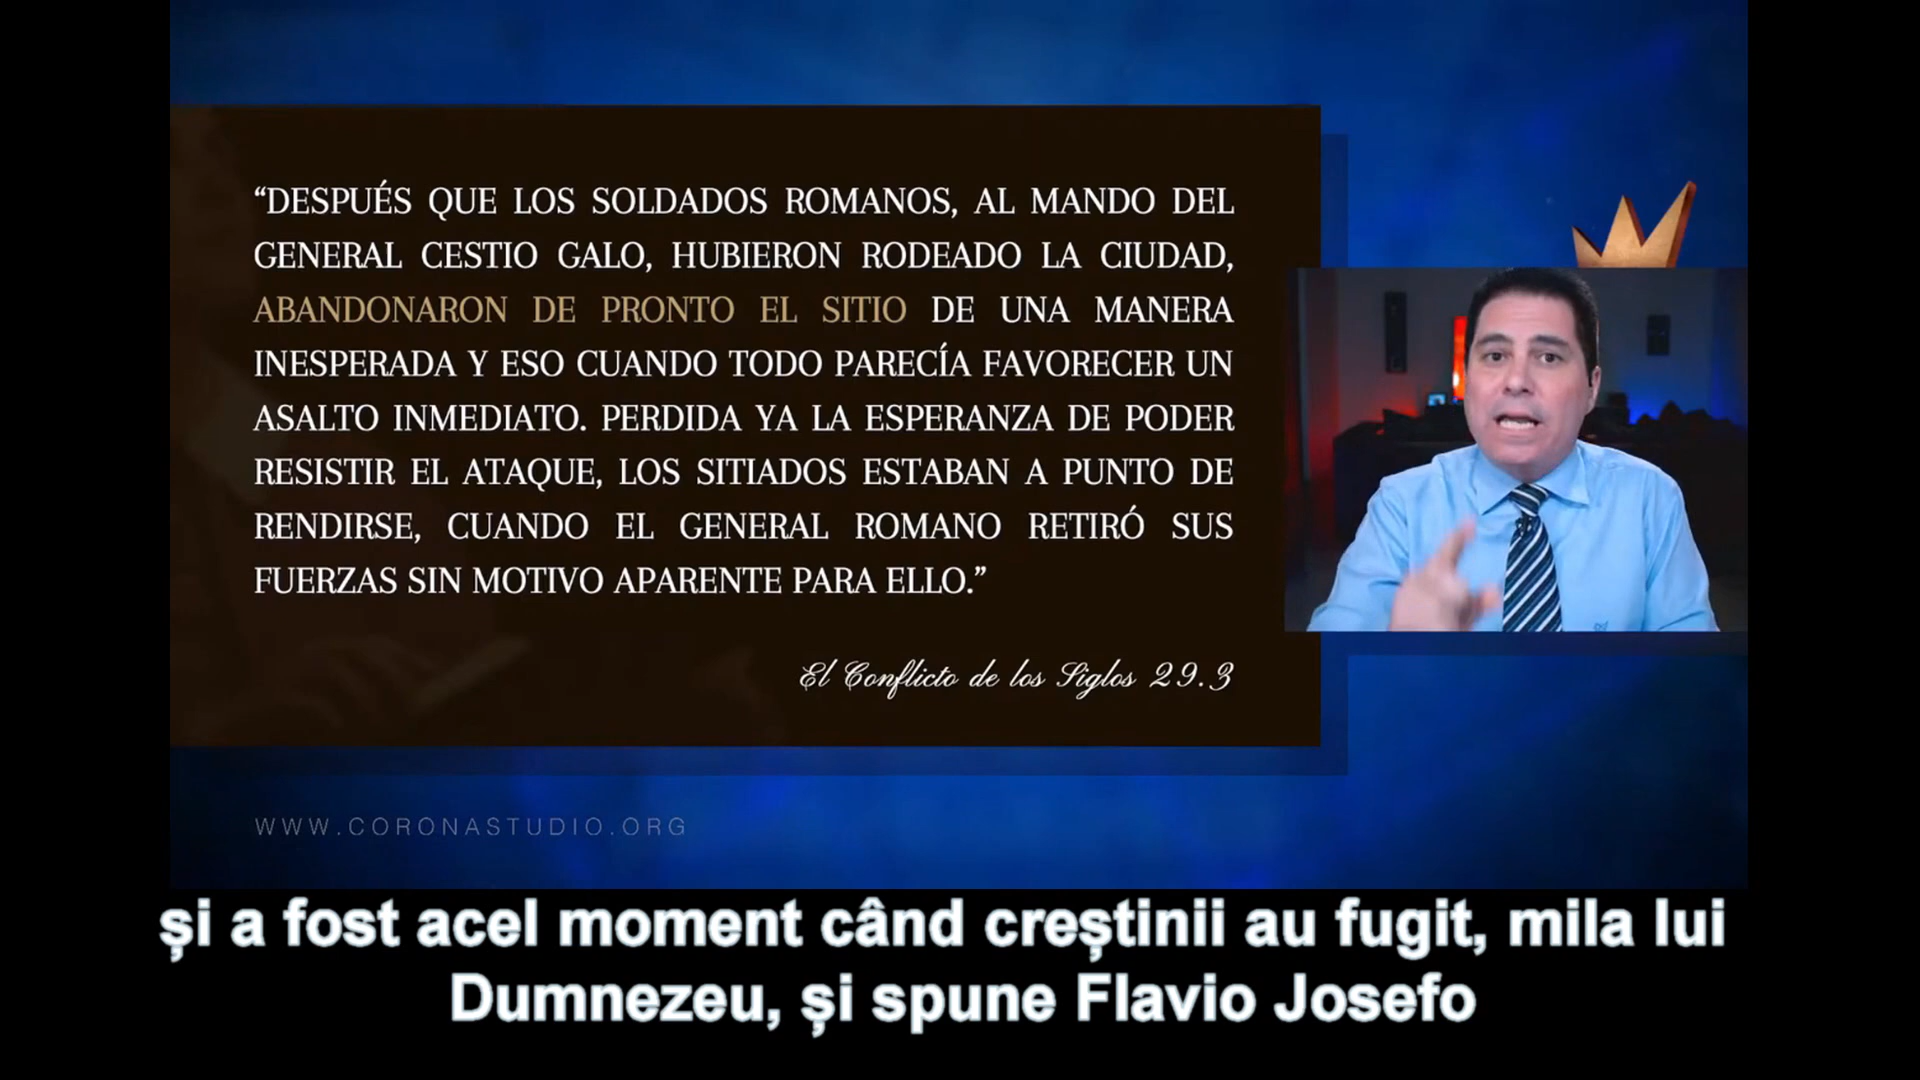 “DESPUÉS QUE LOS SOLDADOS ROMANOS, AL MANDO DEL
GENERAL CESTIO GALO, HUBIERON RODEADO LA CIUDAD,
ABANDONARON DE PRONTO EL SITIO DE UNA MANERA
INESPERADA Y ESO CUANDO TODO PARECÍA FAVORECER UN
ASALTO INMEDIATO. PERDIDA YA LA ESPERANZA DE PODER
RESISTIR EL ATAQUE, LOS SITIADOS ESTABAN A PUNTO DE
RENDIRSE, CUANDO EL GENERAL ROMANO RETIRÓ SUS
FUERZAS SIN MOTIVO APARENTE PARA ELLO.”
El Conflicto de los Siglos 29.3
WWW.CORONASTUDIO.ORG
și a fost acel moment când creștinii au fugit, mila lui
Dumnezeu, și spune Flavio Josefo